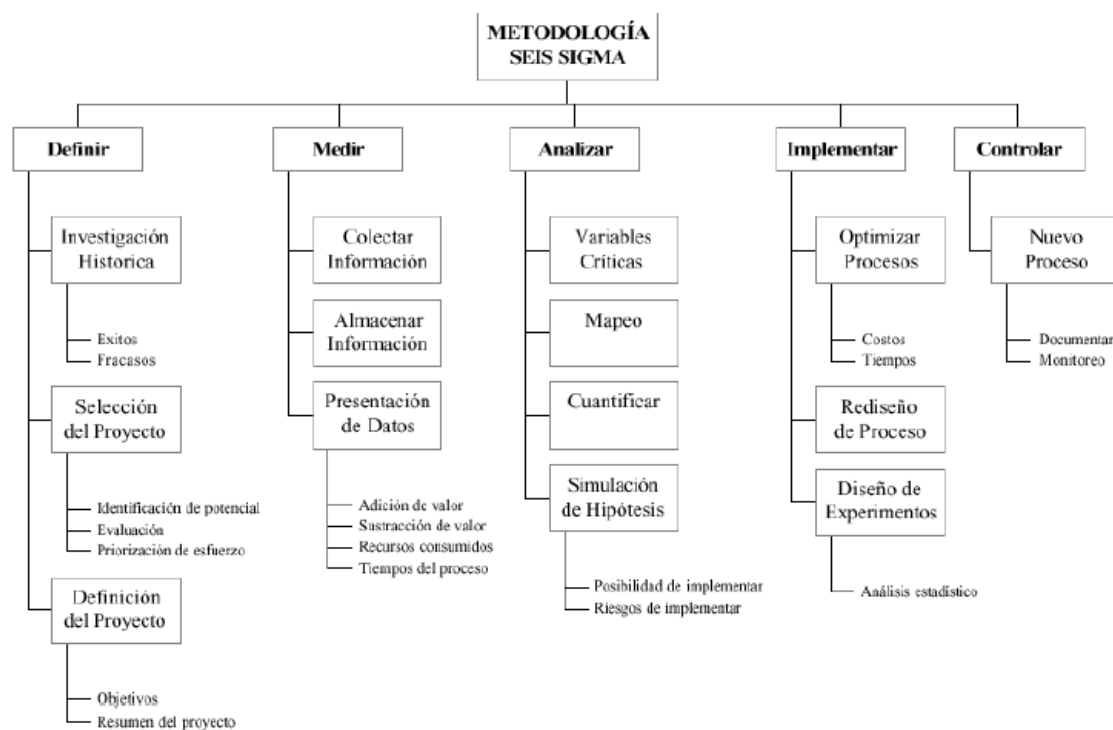 METODOLOGÍA
SEIS SIGMA
Definir
Investigación
Historica
Exitos
Fracasos
Selección
del Proyecto
Identificación de potencial
Evaluación
Priorización de esfuerzo
Definición
del Proyecto
Objetivos
Resumen del proyecto
Medir
Colectar
Información
Almacenar
Información
Presentación
de Datos
Adición de valor
Sustracción de valor
Recursos consumidos
Tiempos del proceso
Analizar
Variables
Críticas
Mapeo
Cuantificar
Simulación
de Hipótesis
Posibilidad de implementar
Riesgos de implementar
Implementar
Optimizar
Procesos
Costos
Tiempos
Rediseño
de Proceso
Diseño de
Experimentos
Análisis estadístico
Controlar
Nuevo
Proceso
Documentar
Monitoreo